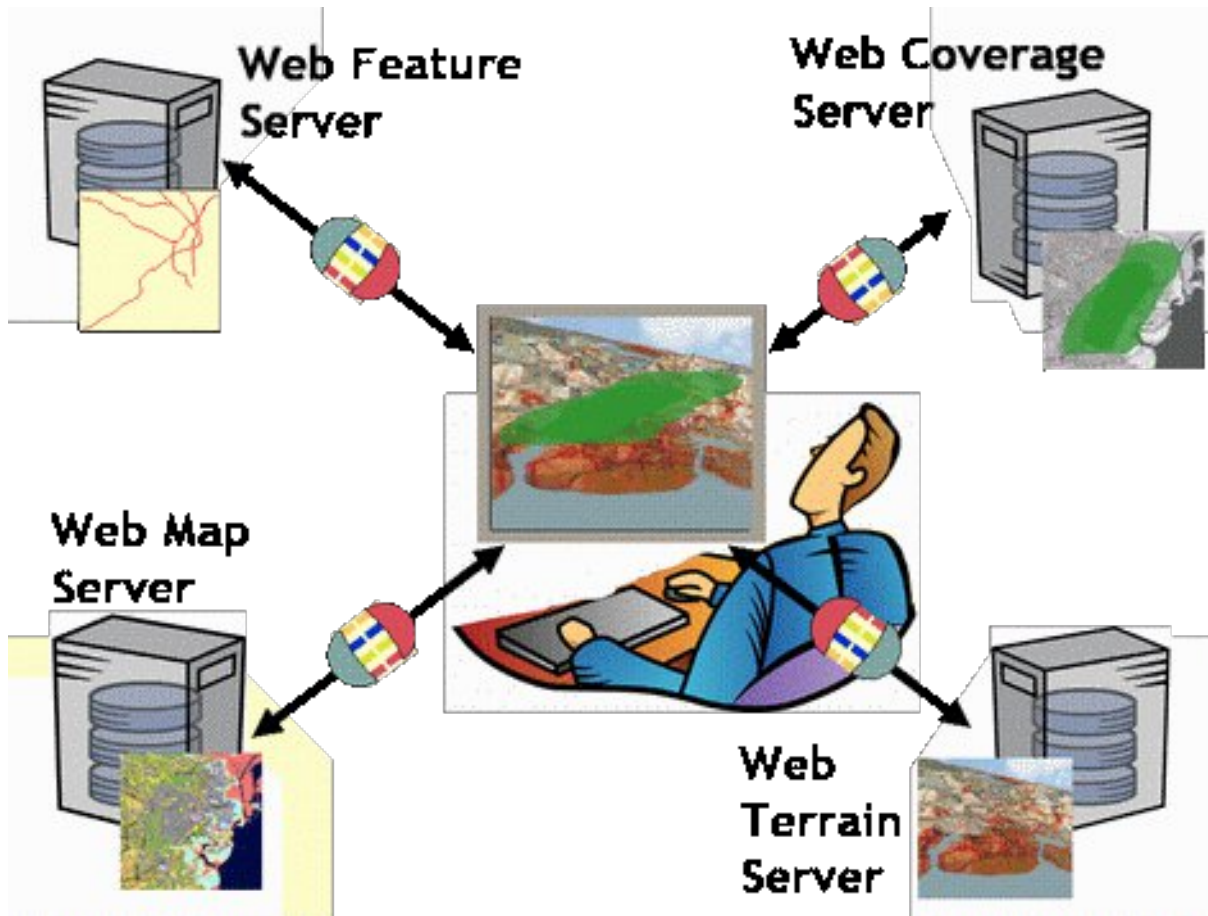 Web Feature
Server
Web Coverage
Server
Web Map
Server
Web
Terrain
Server